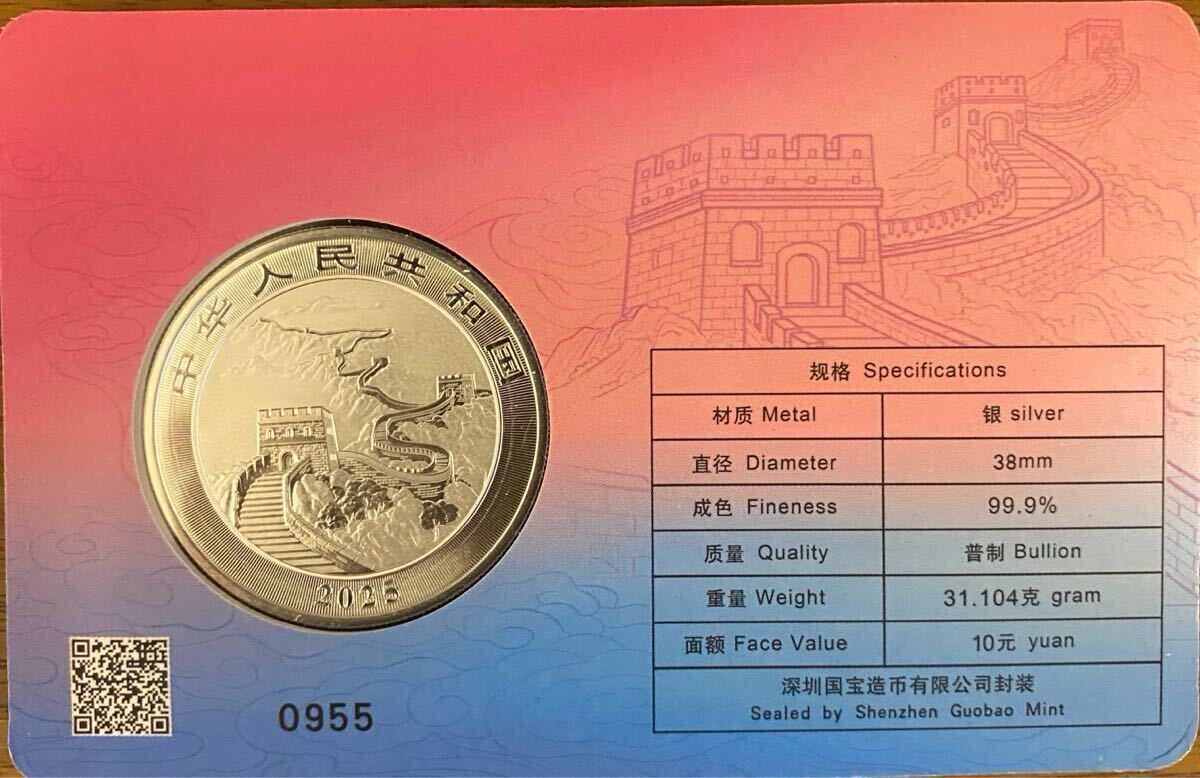 中华人民共和国
2025
0955
规格 Specifications
材质 Metal 银 silver
直径 Diameter 38mm
成色 Fineness 99.9%
质量 Quality 普制 Bullion
重量 Weight 31.104克 gram
面额 Face Value 10元 yuan
深圳国宝造币有限公司封装
Sealed by Shenzhen Guobao Mint